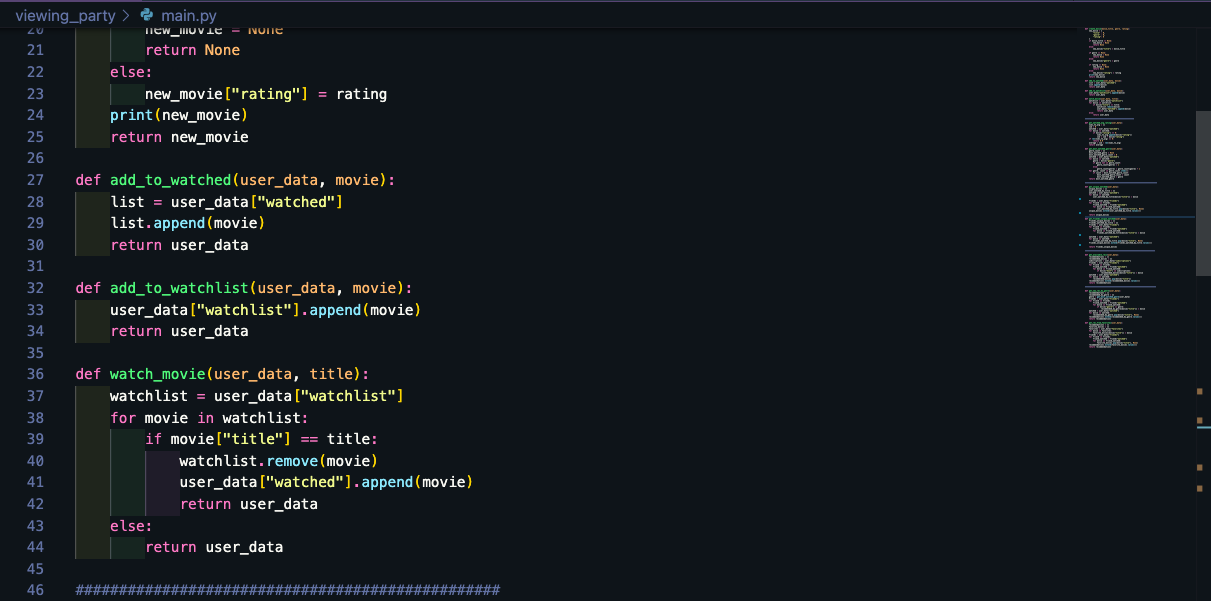 viewing_party > main.py
20 new_movie = None
21 return None
22 else:
23 new_movie["rating"] = rating
24 print(new_movie)
25 return new_movie
26
27 def add_to_watched(user_data, movie):
28 list = user_data["watched"]
29 list.append(movie)
30 return user_data
31
32 def add_to_watchlist(user_data, movie):
33 user_data["watchlist"].append(movie)
34 return user_data
35
36 def watch_movie(user_data, title):
37 watchlist = user_data["watchlist"]
38 for movie in watchlist:
39 if movie["title"] == title:
40 watchlist.remove(movie)
41 user_data["watched"].append(movie)
42 return user_data
43 else:
44 return user_data
45
46 #################################################